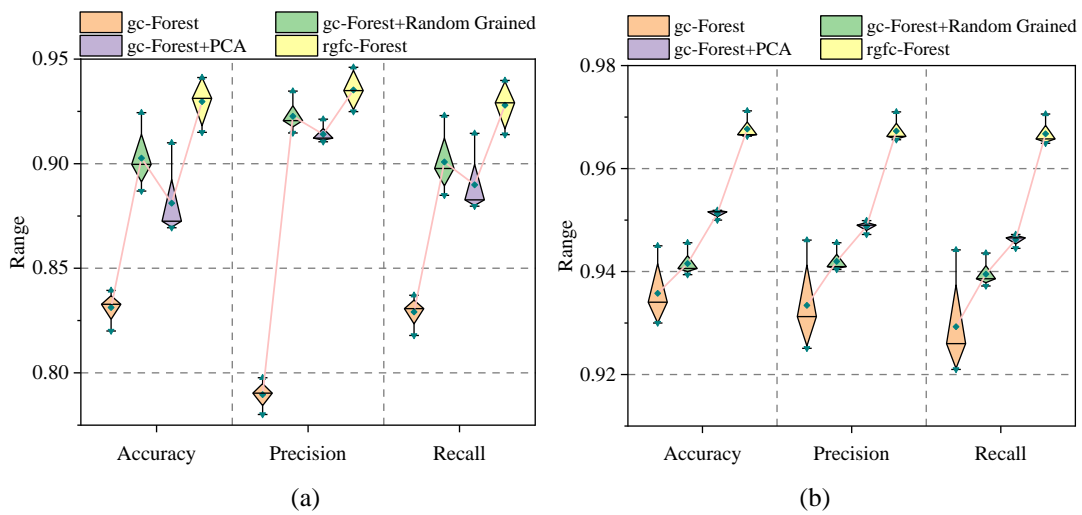 gc-Forest
gc-Forest+Random Grained
gc-Forest+PCA
rgfc-Forest
0.95
0.90
0.85
0.80
Range
Accuracy
Precision
Recall
(a)
gc-Forest
gc-Forest+Random Grained
gc-Forest+PCA
rgfc-Forest
0.98
0.96
0.94
0.92
Range
Accuracy
Precision
Recall
(b)